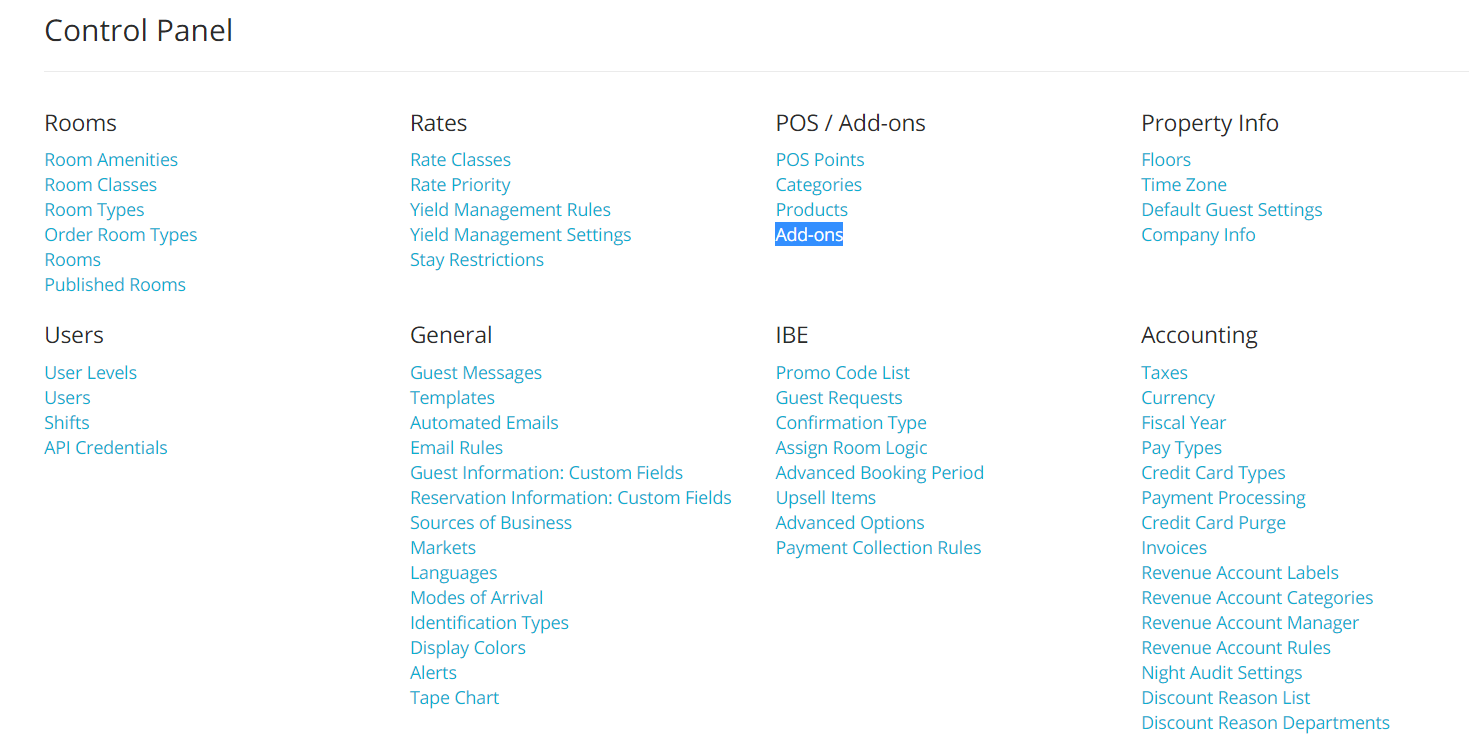 Control Panel
Rooms
Room Amenities
Room Classes
Room Types
Order Room Types
Rooms
Published Rooms
Rates
Rate Classes
Rate Priority
Yield Management Rules
Yield Management Settings
Stay Restrictions
POS / Add-ons
POS Points
Categories
Products
Add-ons
Property Info
Floors
Time Zone
Default Guest Settings
Company Info
Users
User Levels
Users
Shifts
API Credentials
General
Guest Messages
Templates
Automated Emails
Email Rules
Guest Information: Custom Fields
Reservation Information: Custom Fields
Sources of Business
Markets
Languages
Modes of Arrival
Identification Types
Display Colors
Alerts
Tape Chart
IBE
Promo Code List
Guest Requests
Confirmation Type
Assign Room Logic
Advanced Booking Period
Upsell Items
Advanced Options
Payment Collection Rules
Accounting
Taxes
Currency
Fiscal Year
Pay Types
Credit Card Types
Payment Processing
Credit Card Purge
Invoices
Revenue Account Labels
Revenue Account Categories
Revenue Account Manager
Revenue Account Rules
Night Audit Settings
Discount Reason List
Discount Reason Departments